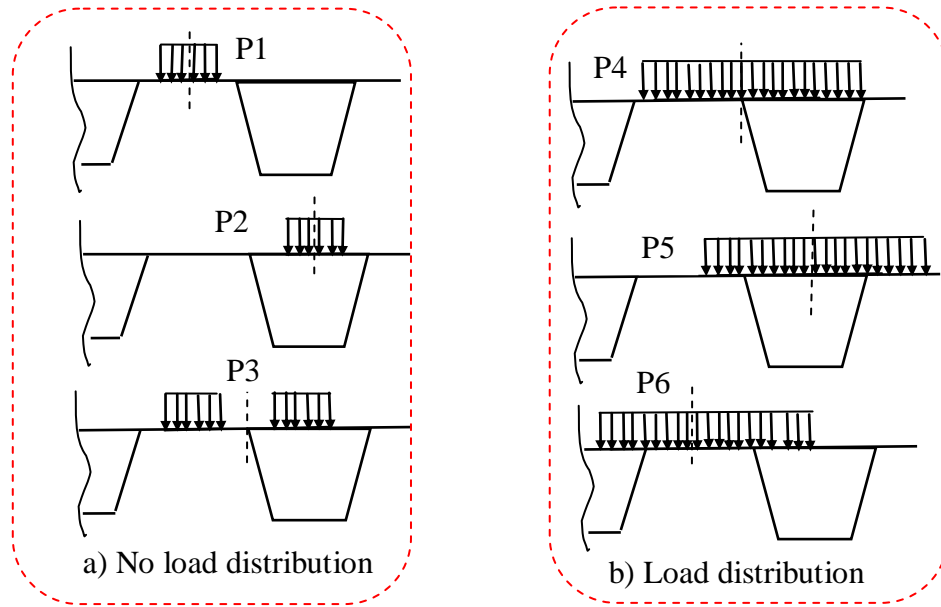 P1
P2
P3
a) No load distribution
P4
P5
P6
b) Load distribution